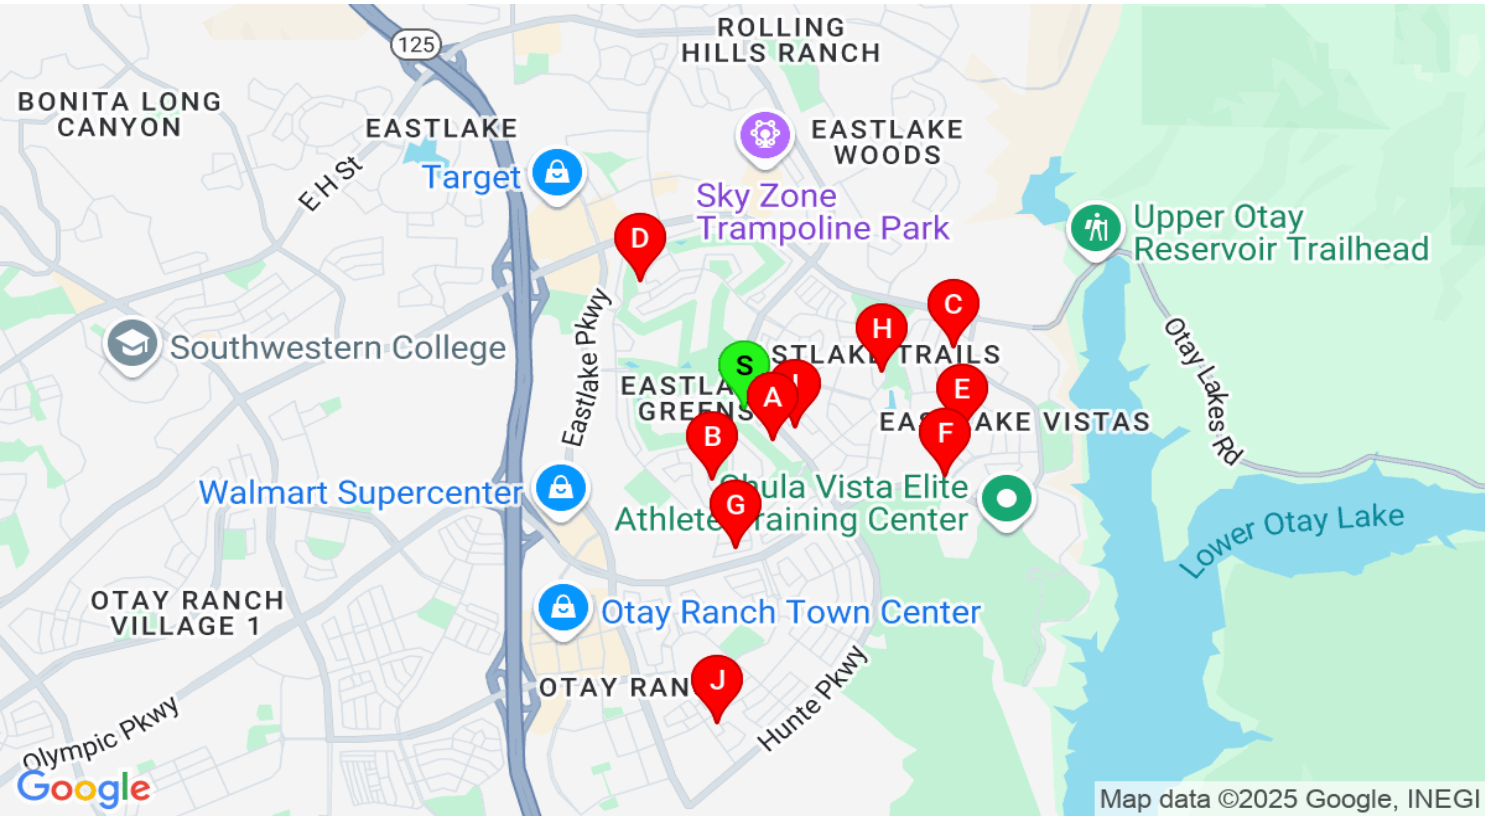 ROLLING
HILLS RANCH
125
BONITA LONG
CANYON
EASTLAKE
EASTLAKE
WOODS
E H St
Target
Sky Zone
Trampoline Park
Upper Otay
Reservoir Trailhead
D
C
H
Southwestern College
Eastlake Pkwy
S
STLAKE TRAILS
Otay Lakes Rd
EASTLA
GREENS
A
E
EAS AKE VISTAS
B
F
Walmart Supercenter
Chula Vista Elite
Athlete Training Center
G
Lower Otay Lake
OTAY RANCH
VILLAGE 1
Otay Ranch Town Center
OTAY RAN
J
Hunte Pkwy
Olympic Pkwy
Google
Map data ©2025 Google, INEGI